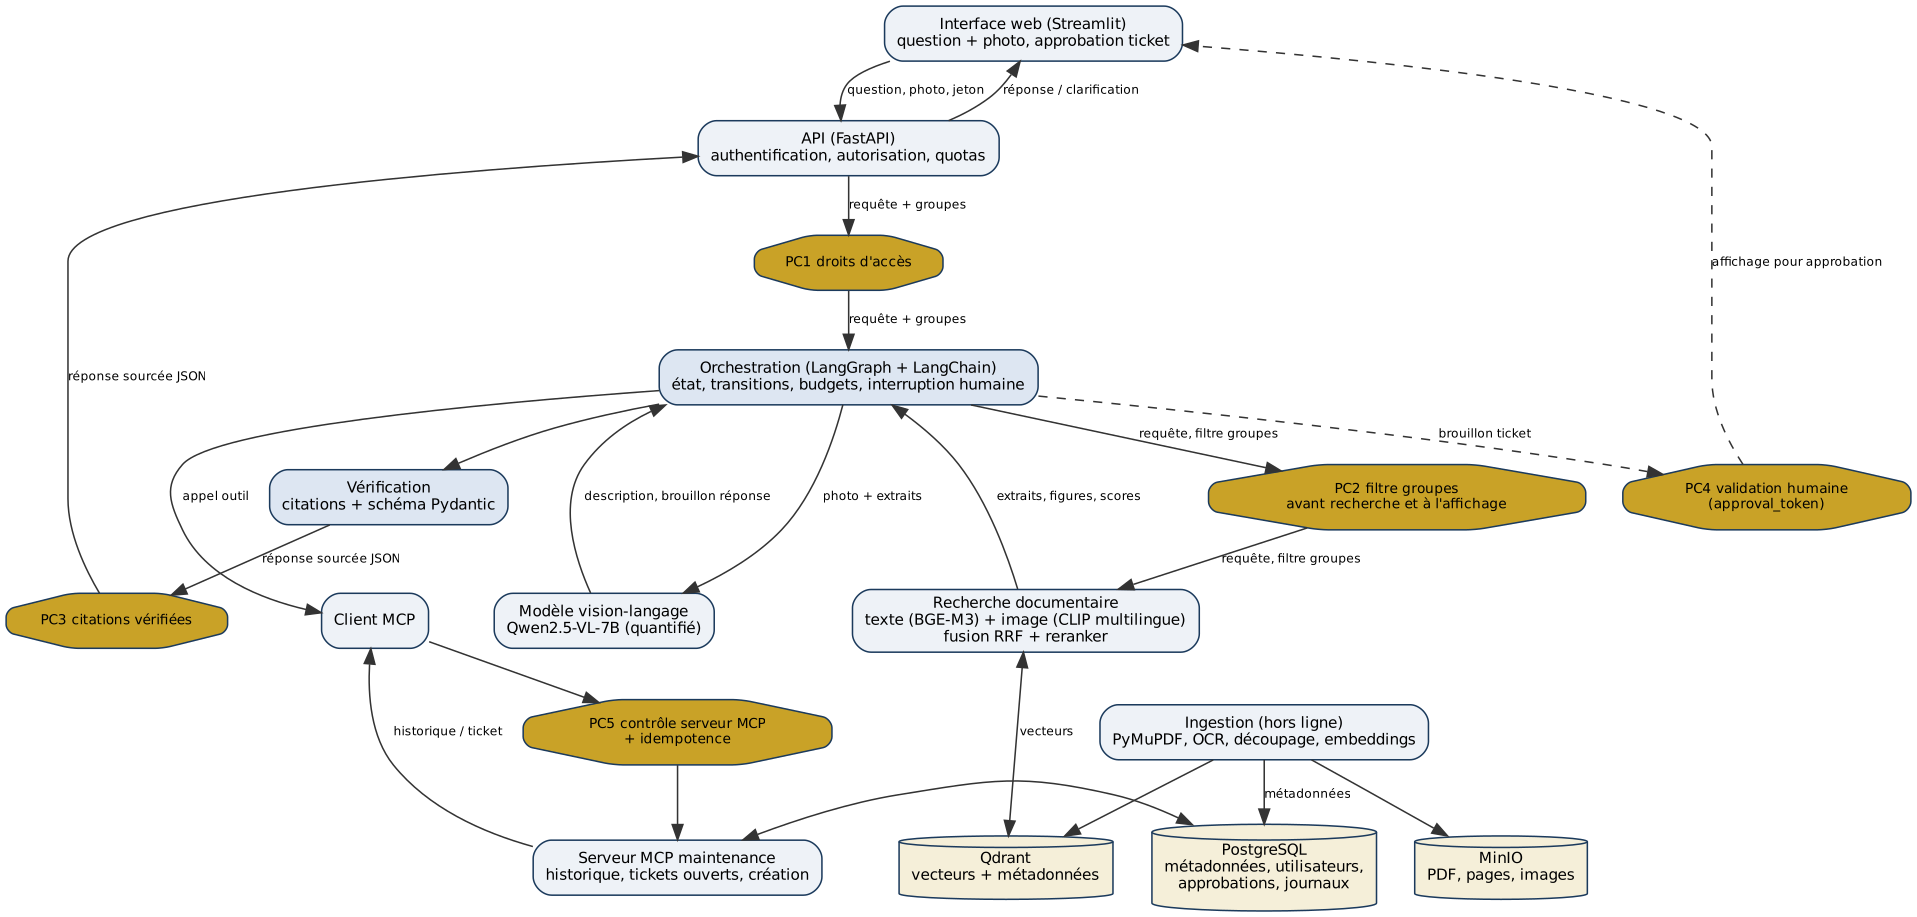 Interface web (Streamlit)
question + photo, approbation ticket
question, photo, jeton
réponse / clarification
API (FastAPI)
authentification, autorisation, quotas
requête + groupes
PC1 droits d'accès
affichage pour approbation
requête + groupes
Orchestration (LangGraph + LangChain)
état, transitions, budgets, interruption humaine
réponse sourcée JSON
requête, filtre groupes
brouillon ticket
Vérification
citations + schéma Pydantic
appel outil
description, brouillon réponse
photo + extraits
extraits, figures, scores
PC2 filtre groupes
avant recherche et à l'affichage
PC4 validation humaine
(approval_token)
réponse sourcée JSON
requête, filtre groupes
PC3 citations vérifiées
Client MCP
Modèle vision-langage
Qwen2.5-VL-7B (quantifié)
Recherche documentaire
texte (BGE-M3) + image (CLIP multilingue)
fusion RRF + reranker
historique / ticket
PC5 contrôle serveur MCP
+ idempotence
vecteurs
Ingestion (hors ligne)
PyMuPDF, OCR, découpage, embeddings
métadonnées
Serveur MCP maintenance
historique, tickets ouverts, création
Qdrant
vecteurs + métadonnées
PostgreSQL
métadonnées, utilisateurs,
approbations, journaux
MinIO
PDF, pages, images